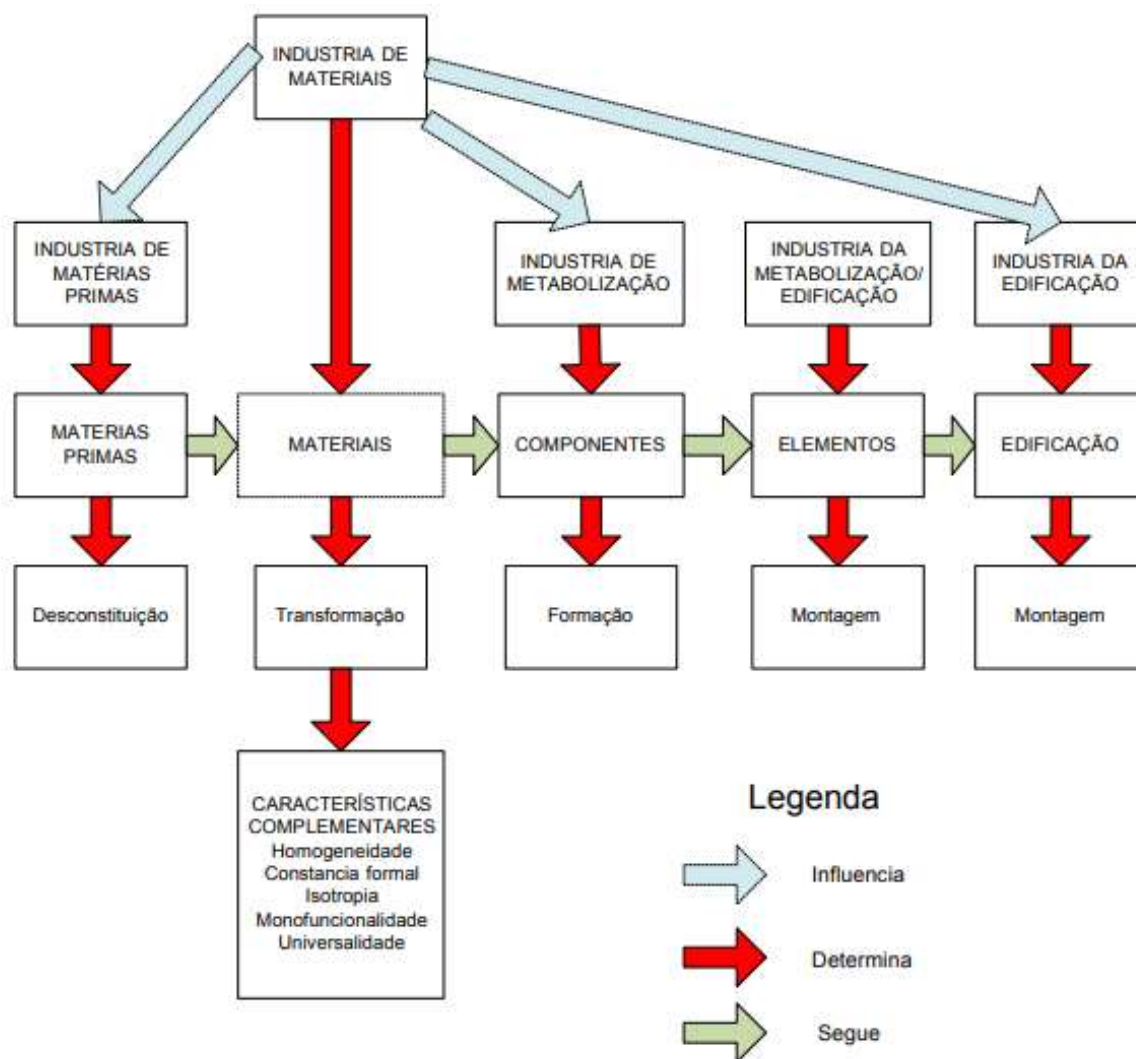 INDUSTRIA DE
MATERIAIS
INDUSTRIA DE
MATÉRIAS
PRIMAS
INDUSTRIA DE
METABOLIZAÇÃO
INDUSTRIA DA
METABOLIZAÇÃO/
EDIFICAÇÃO
INDUSTRIA DA
EDIFICAÇÃO
MATERIAS
PRIMAS
MATERIAIS
COMPONENTES
ELEMENTOS
EDIFICAÇÃO
Desconstituição
Transformação
Formação
Montagem
Montagem
CARACTERÍSTICAS
COMPLEMENTARES
Homogeneidade
Constancia formal
Isotropia
Monofuncionalidade
Universalidade
Legenda
Influencia
Determina
Segue